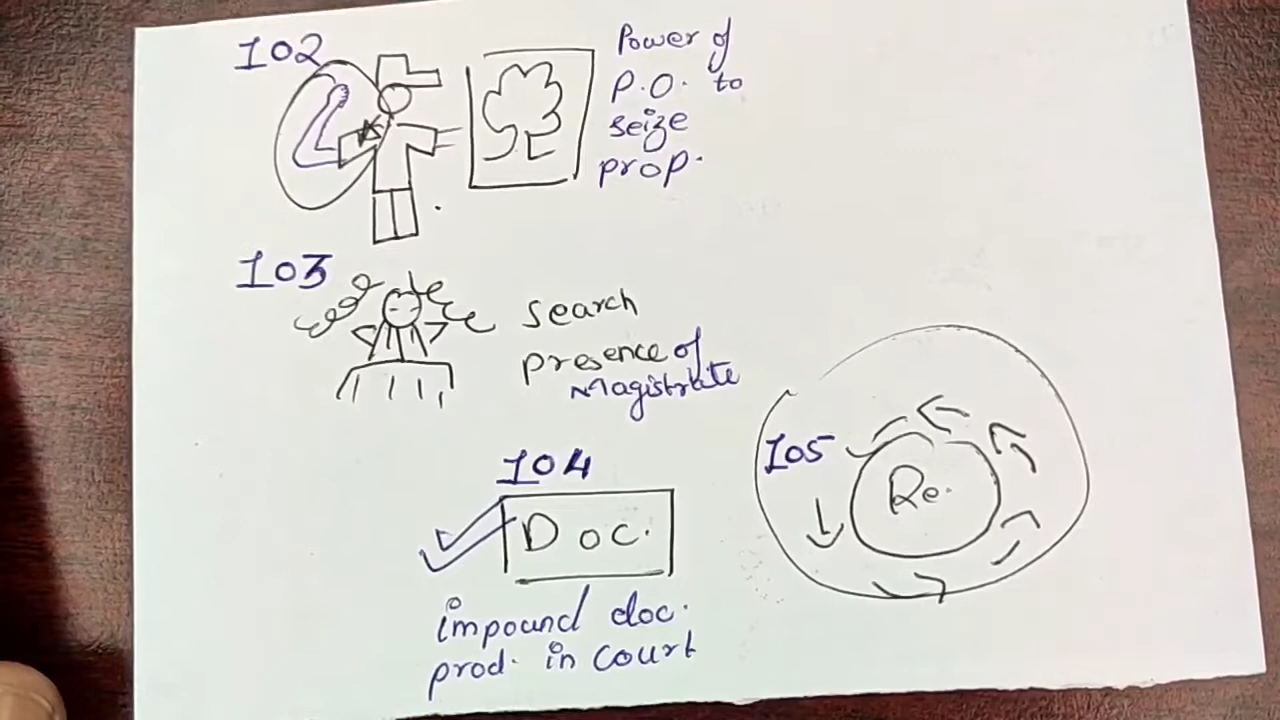 102
Power of
P.O. to
seize
prop.
103
search
presence of
Magistrate
104
Doc.
impound doc.
prod. in court
105
Re.